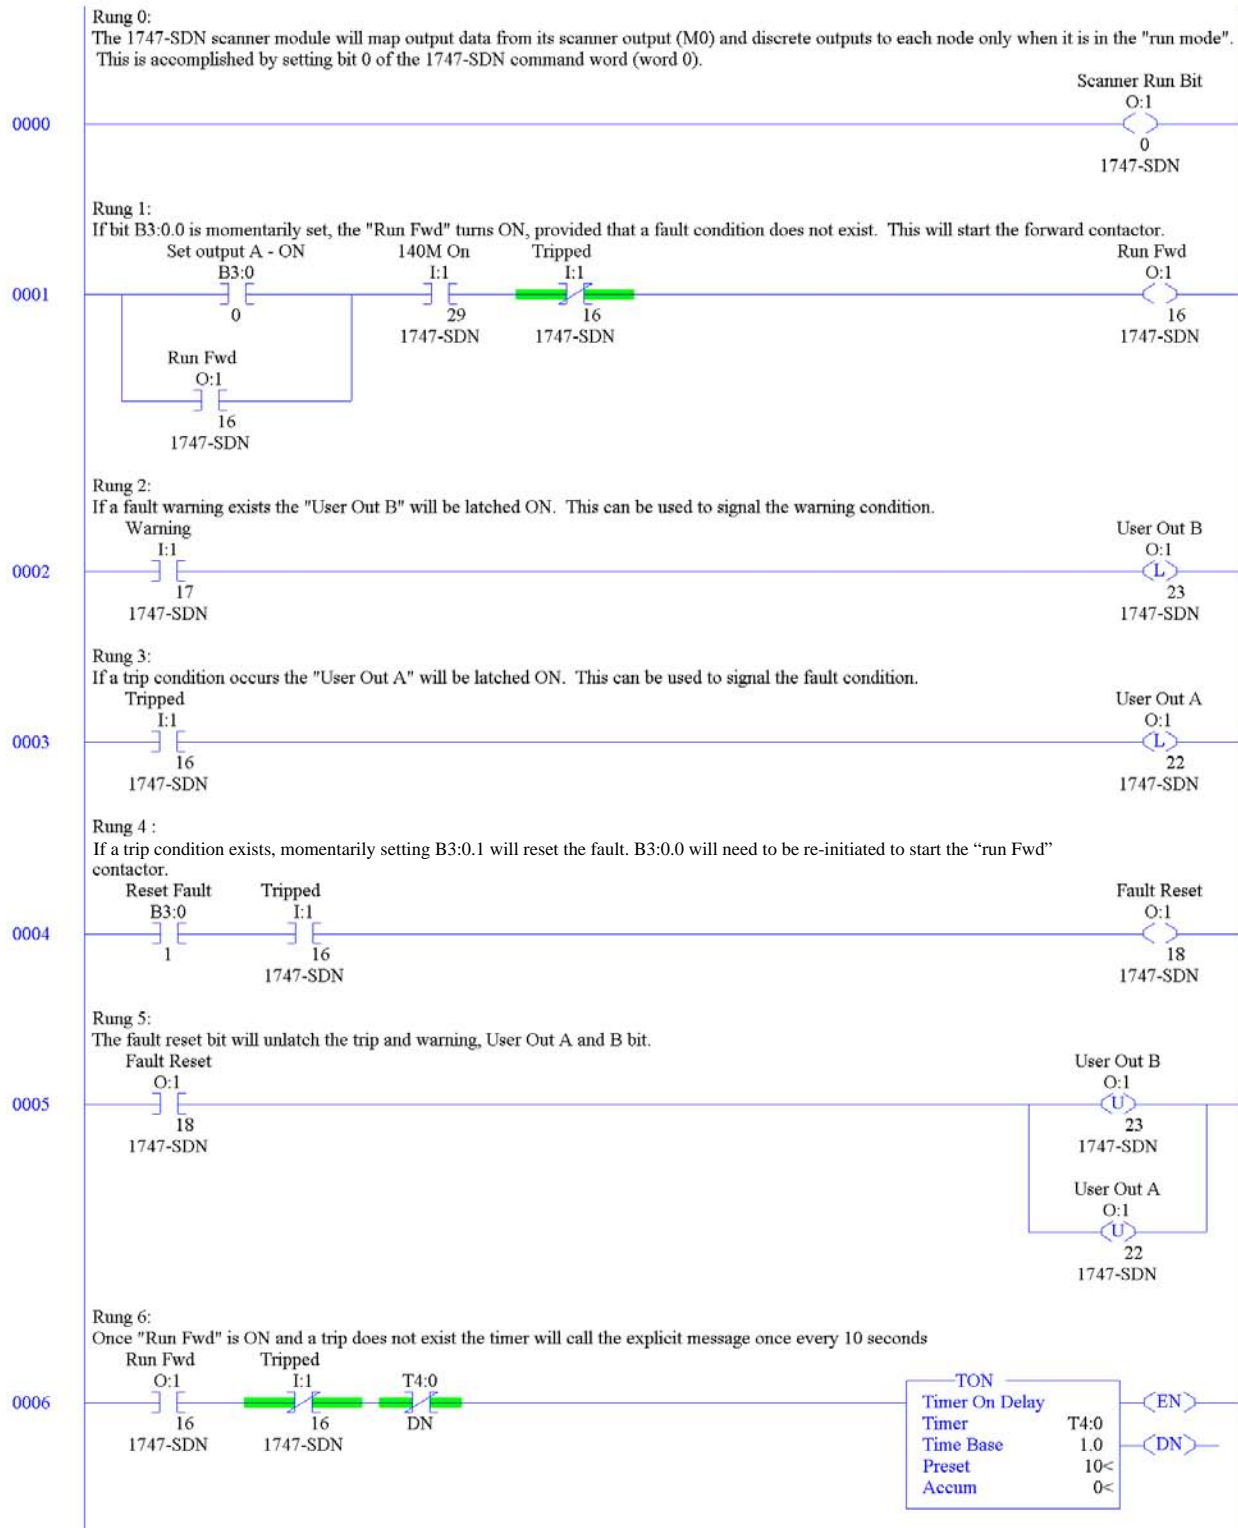 Rung 0:
The 1747-SDN scanner module will map output data from its scanner output (M0) and discrete outputs to each node only when it is in the "run mode".
This is accomplished by setting bit 0 of the 1747-SDN command word (word 0).
Scanner Run Bit
O:1
0000
0
1747-SDN
Rung 1:
If bit B3:0.0 is momentarily set, the "Run Fwd" turns ON, provided that a fault condition does not exist. This will start the forward contactor.
Set output A - ON 140M On Tripped Run Fwd
B3:0 I:1 I:1 O:1
0001
0 29 16 16
1747-SDN 1747-SDN 1747-SDN
Run Fwd
O:1
16
1747-SDN
Rung 2:
If a fault warning exists the "User Out B" will be latched ON. This can be used to signal the warning condition.
Warning User Out B
I:1 O:1
0002 L
17 23
1747-SDN 1747-SDN
Rung 3:
If a trip condition occurs the "User Out A" will be latched ON. This can be used to signal the fault condition.
Tripped User Out A
I:1 O:1
0003 L
16 22
1747-SDN 1747-SDN
Rung 4 :
If a trip condition exists, momentarily setting B3:0.1 will reset the fault. B3:0.0 will need to be re-initiated to start the “run Fwd”
contactor.
Reset Fault Tripped Fault Reset
B3:0 I:1 O:1
0004
1 16 18
1747-SDN 1747-SDN
Rung 5:
The fault reset bit will unlatch the trip and warning, User Out A and B bit.
Fault Reset User Out B
O:1 O:1
0005 U
18 23
1747-SDN 1747-SDN
User Out A
O:1
U
22
1747-SDN
Rung 6:
Once "Run Fwd" is ON and a trip does not exist the timer will call the explicit message once every 10 seconds
Run Fwd Tripped
O:1 I:1 T4:0 TON
0006 Timer On Delay EN
16 16 DN Timer T4:0
1747-SDN 1747-SDN Time Base 1.0 DN
Preset 10<
Accum 0<